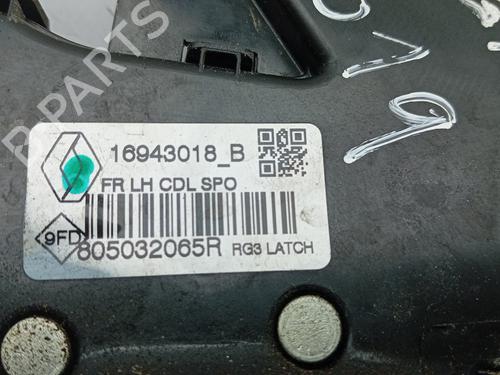 16943018_B
FR LH CDL SPO
9FD
805032065R RG3 LATCH
B PARTS